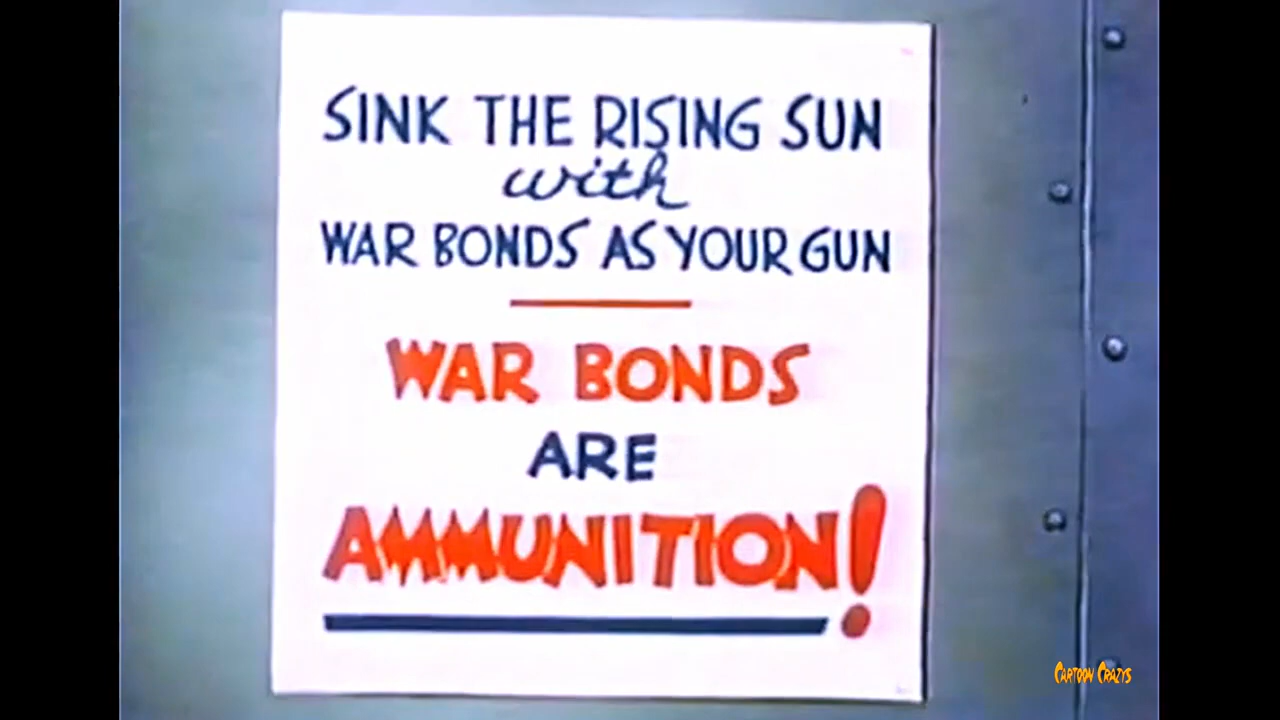 SINK THE RISING SUN
with
WAR BONDS AS YOUR GUN
WAR BONDS
ARE
AMMUNITION!
CARTOON CRAZYS